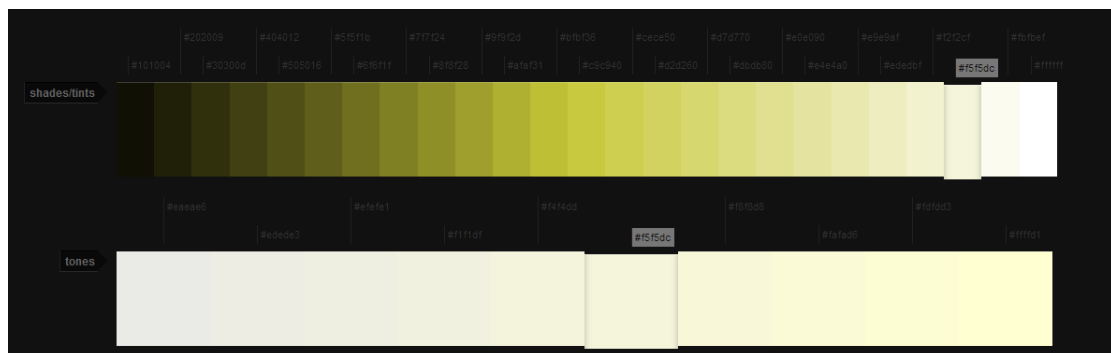 #202009 #404012 #5f5f1b #7f7f24 #9f9f2d #bfbf36 #cece50 #d7d770 #e0e090 #e9e9af #f2f2cf #fbfbef
#101004 #30300d #505016 #6f6f1f #8f8f28 #afaf31 #c9c940 #d2d260 #dbdb80 #e4e4a0 #ededbf #f5f5dc #ffffff
shades/tints
#eaeae6 #efefe1 #f4f4dd #f8f8d8 #fdfdd3
#edede3 #f1f1df #f5f5dc #fafad6 #ffffd1
tones